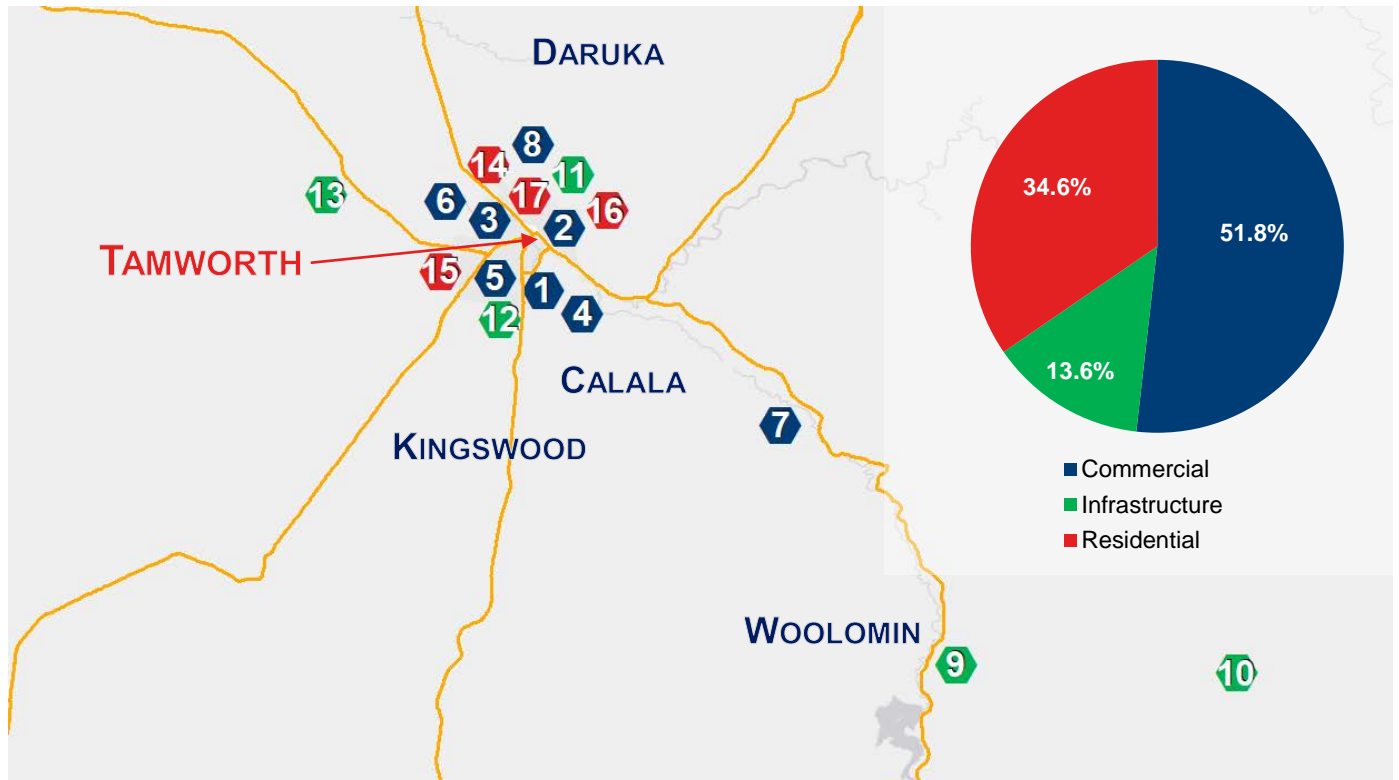 DARUKA
8
14
11
13
17
6
16
3
2
TAMWORTH
15
5
1
12
4
CALALA
7
KINGSWOOD
WOOLOMIN
9
10
34.6%
51.8%
13.6%
Commercial
Infrastructure
Residential